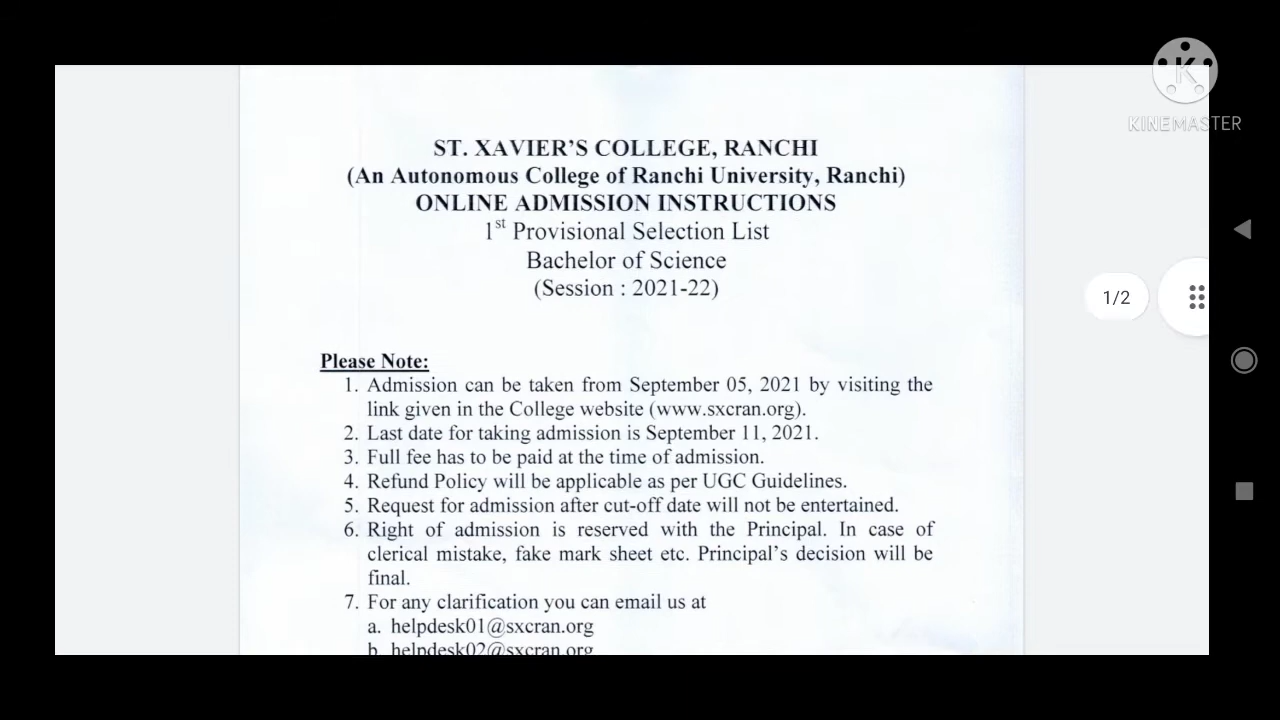 KINEMASTER
ST. XAVIER'S COLLEGE, RANCHI
(An Autonomous College of Ranchi University, Ranchi)
ONLINE ADMISSION INSTRUCTIONS
1st Provisional Selection List
Bachelor of Science
(Session : 2021-22)
1/2
Please Note:
1. Admission can be taken from September 05, 2021 by visiting the
link given in the College website (www.sxcran.org).
2. Last date for taking admission is September 11, 2021.
3. Full fee has to be paid at the time of admission.
4. Refund Policy will be applicable as per UGC Guidelines.
5. Request for admission after cut-off date will not be entertained.
6. Right of admission is reserved with the Principal. In case of
clerical mistake, fake mark sheet etc. Principal's decision will be
final.
7. For any clarification you can email us at
a. helpdesk01@sxcran.org
b. helpdesk02@sxcran.org